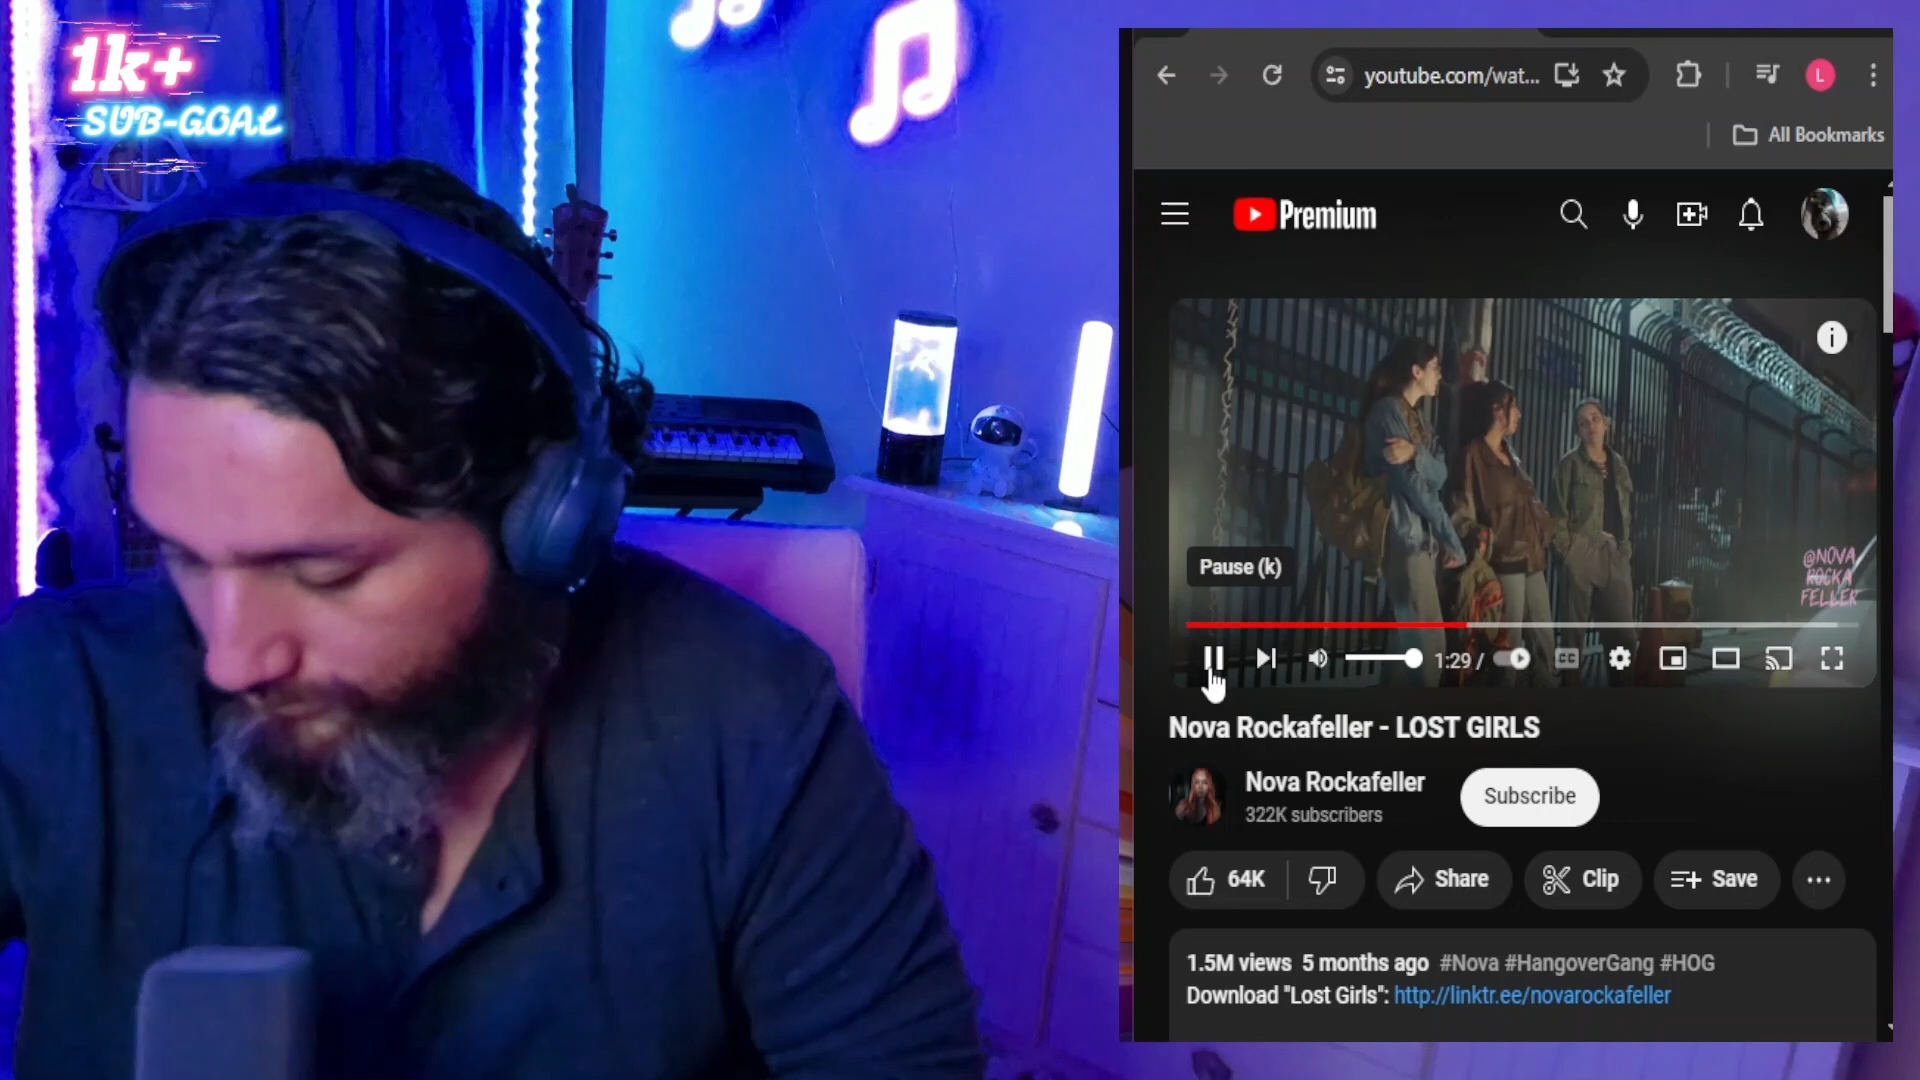 1k+
SUB-GOAL
youtube.com/wat...
L
All Bookmarks
Premium
@NOVA
ROCKA
FELLER
Pause (k)
1:29 /
CC
Nova Rockafeller - LOST GIRLS
Nova Rockafeller
322K subscribers
Subscribe
64K
Share
Clip
Save
1.5M views 5 months ago #Nova #HangoverGang #HOG
Download "Lost Girls": http://linktr.ee/novarockafeller